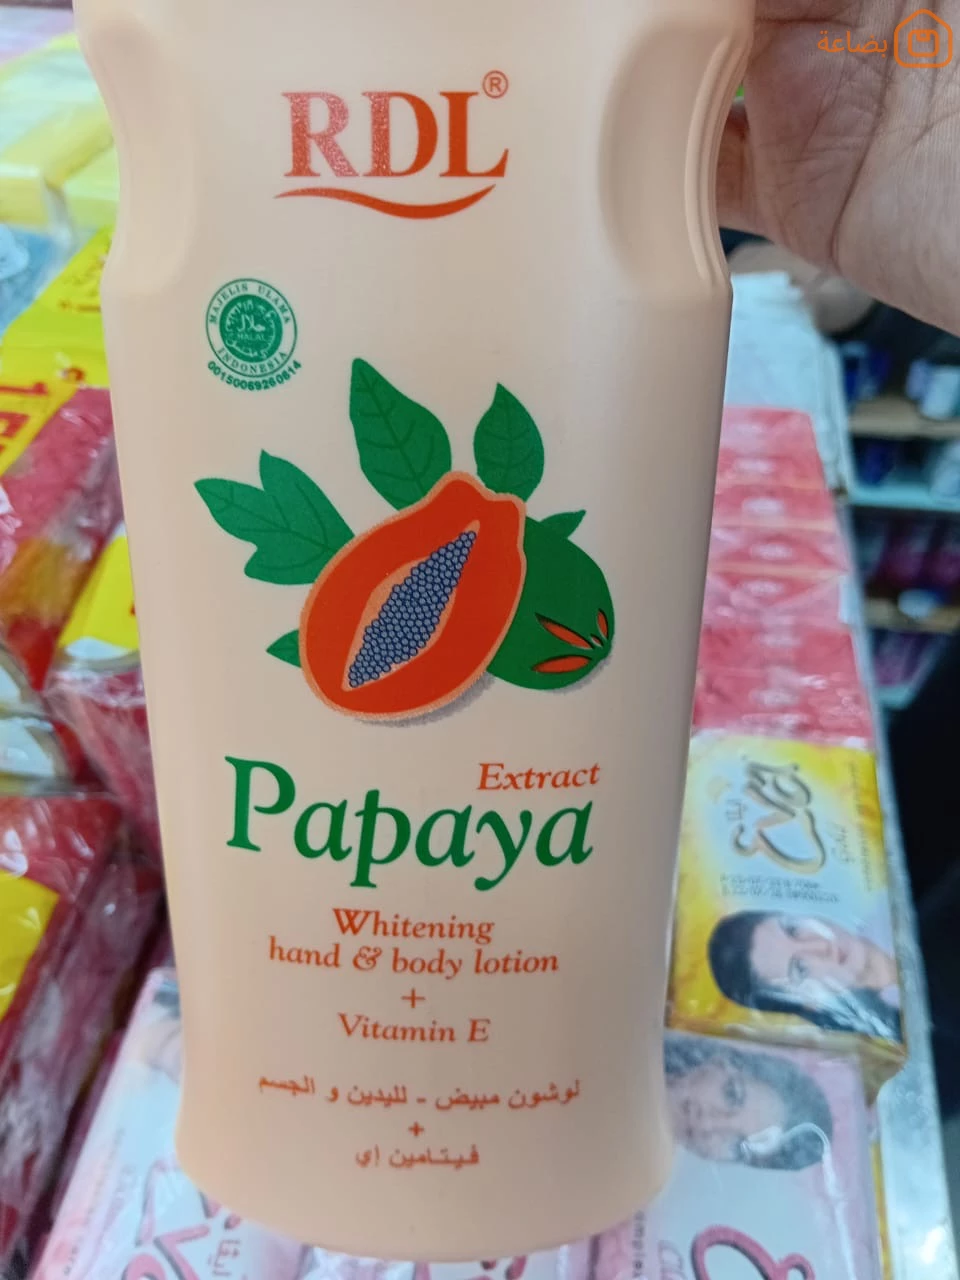 بضاعة
RDL®
MAJELIS ULAMA
حلال
HALAL
INDONESIA
00150069260614
Extract
Papaya
Whitening
hand & body lotion
+
Vitamin E
لوشون مبيض - لليدين و الجسم
+
فيتامين إي
Eva